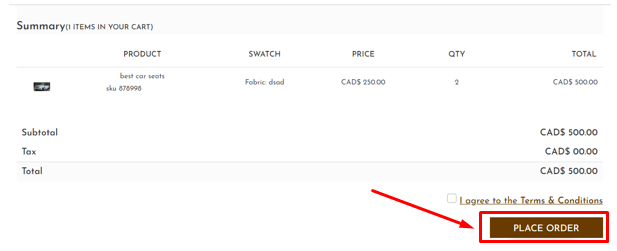 Summary(1 ITEMS IN YOUR CART)
PRODUCT SWATCH PRICE QTY TOTAL
best car seats
sku 878998 Fabric: dsad CAD$ 250.00 2 CAD$ 500.00
Subtotal CAD$ 500.00
Tax CAD$ 00.00
Total CAD$ 500.00
I agree to the Terms & Conditions
PLACE ORDER